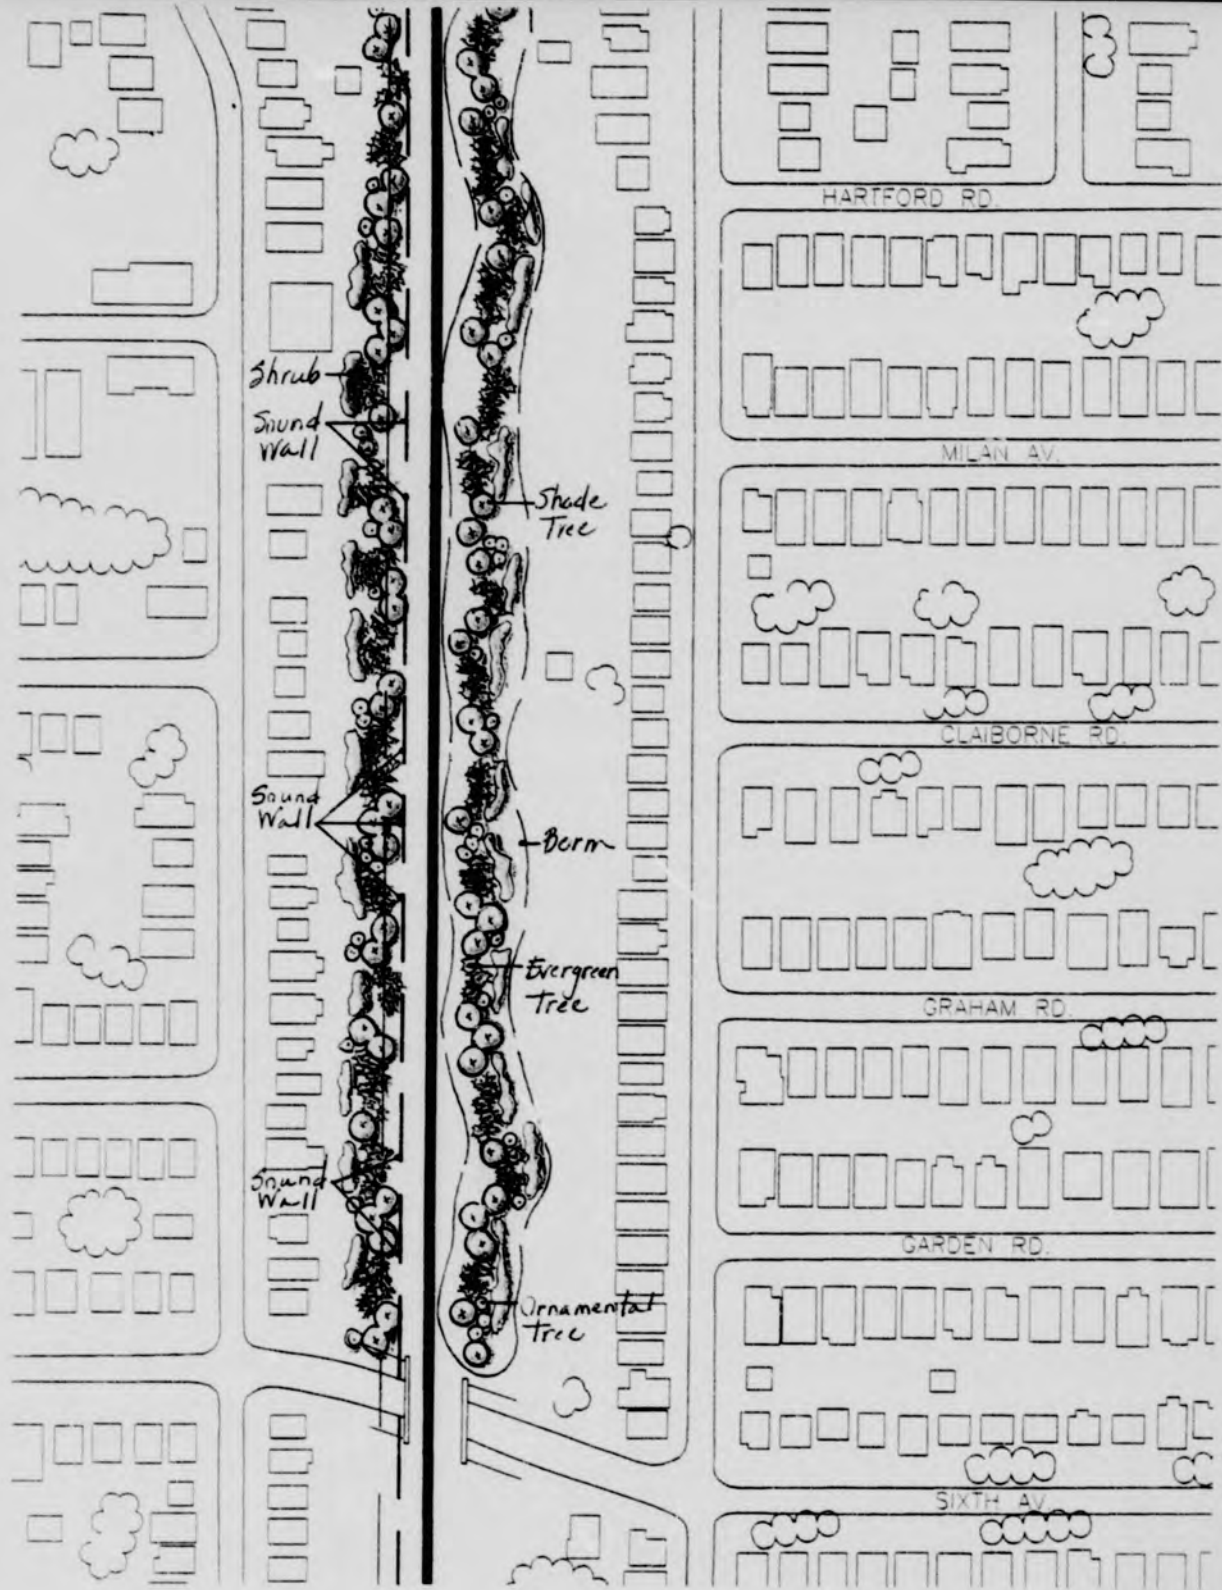 HARTFORD RD.
Shrub
Sound
Wall
MILAN AV.
Shade
Tree
CLAIBORNE RD.
Sound
Wall
Berm
Evergreen
Tree
GRAHAM RD.
Sound
Wall
GARDEN RD.
Ornamental
Tree
SIXTH AV.